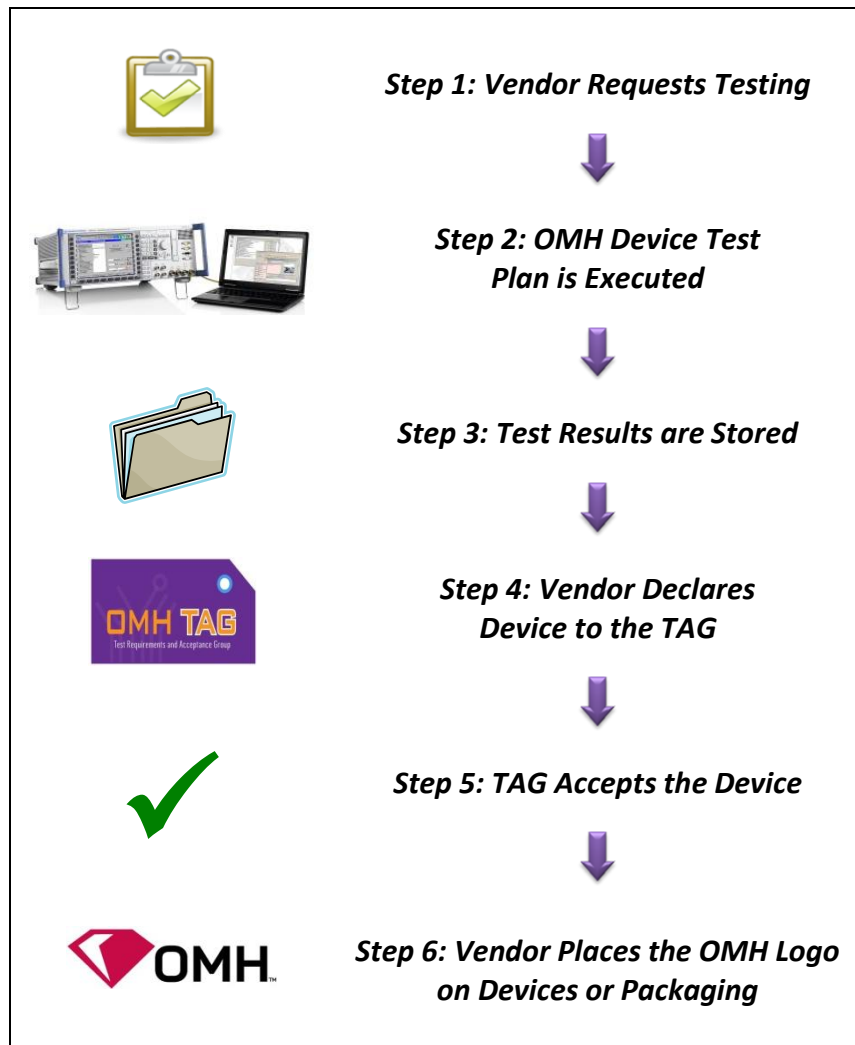 Step 1: Vendor Requests Testing
Step 2: OMH Device Test
Plan is Executed
Step 3: Test Results are Stored
OMH TAG
Test Requirements and Acceptance Group
Step 4: Vendor Declares
Device to the TAG
Step 5: TAG Accepts the Device
OMH™
Step 6: Vendor Places the OMH Logo
on Devices or Packaging